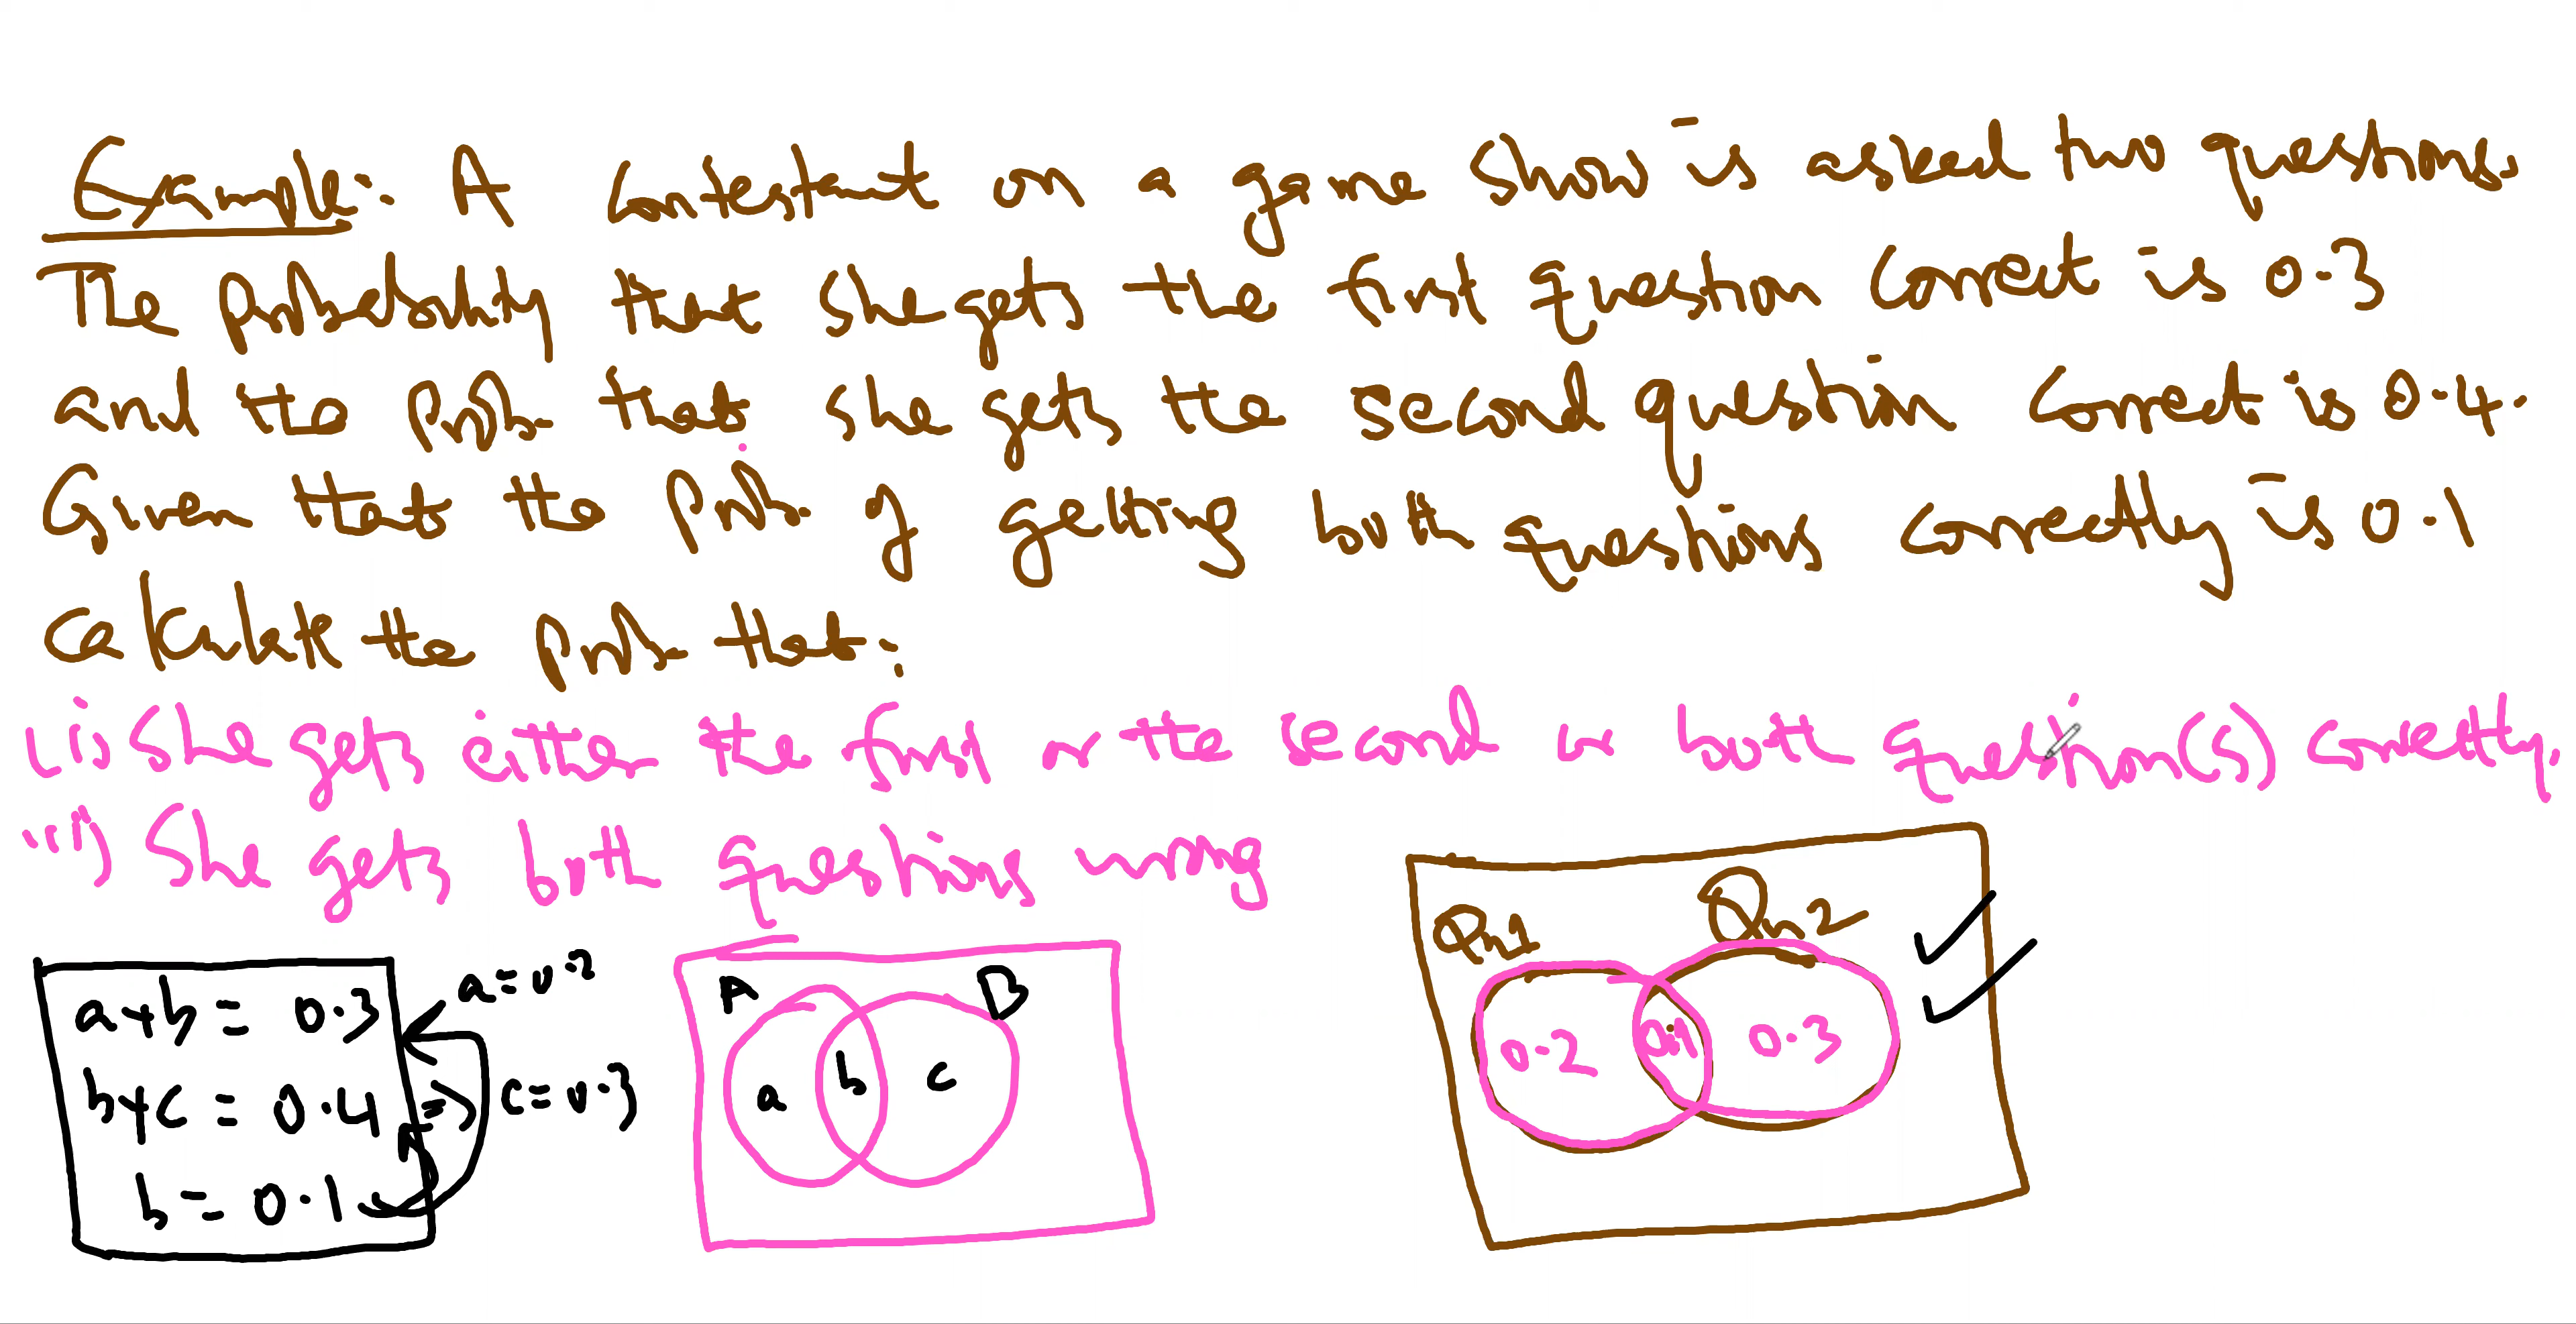 Example:- A contestant on a game show is asked two questions.
The probability that she gets the first question correct is 0.3
and the prob. that she gets the second question correct is 0.4.
Given that the prob. of getting both questions correctly is 0.1
calculate the prob. that:
(i) she gets either the first or the second or both question(s) correctly.
(ii) She gets both questions wrong
a+b = 0.3
b+c = 0.4
b = 0.1
a = 0.2
=> c = 0.3
A B
a b c
Qn1 Qn2
0.2 0.1 0.3